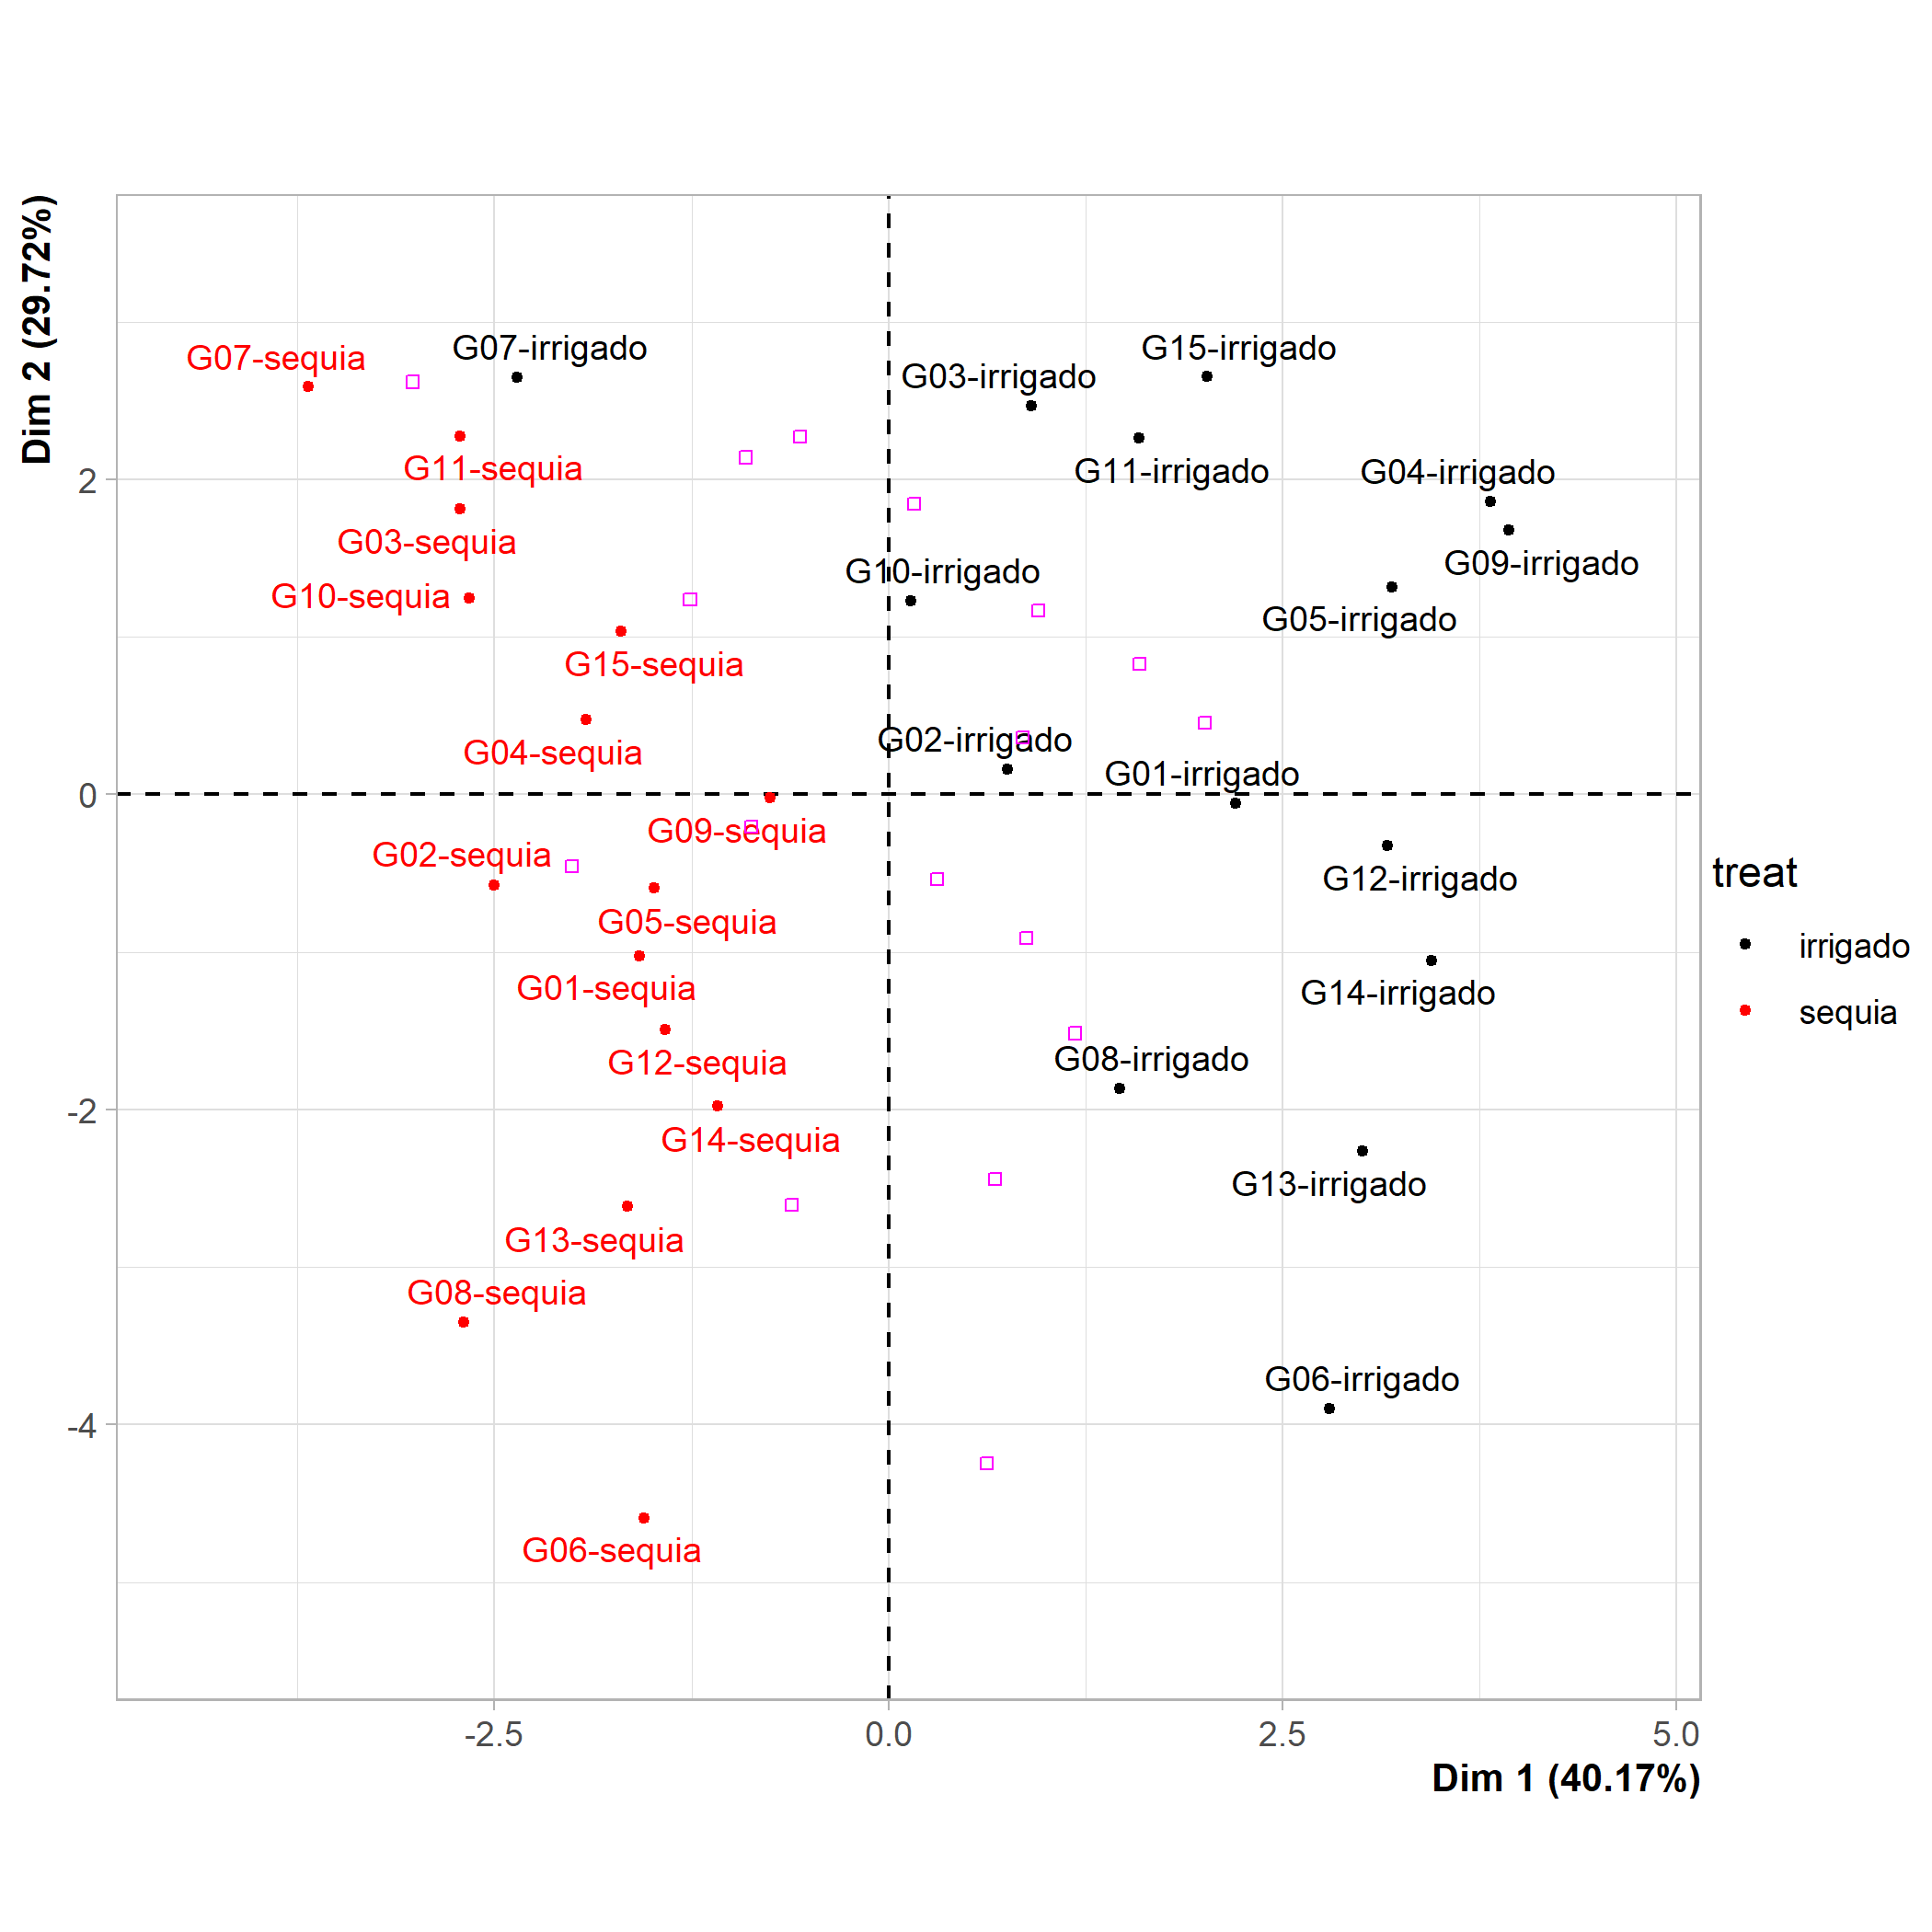 Dim 2 (29.72%)
G07-sequia
G07-irrigado
G15-irrigado
G03-irrigado
G11-sequia
G11-irrigado
G04-irrigado
2
G03-sequia
G09-irrigado
G10-irrigado
G10-sequia
G05-irrigado
G15-sequia
G04-sequia
G02-irrigado
G01-irrigado
0
G09-sequia
G02-sequia
G12-irrigado
G05-sequia
G01-sequia
G14-irrigado
G12-sequia
G08-irrigado
-2
G14-sequia
G13-irrigado
G13-sequia
G08-sequia
G06-irrigado
-4
G06-sequia
-2.5
0.0
2.5
5.0
Dim 1 (40.17%)
treat
irrigado
sequia